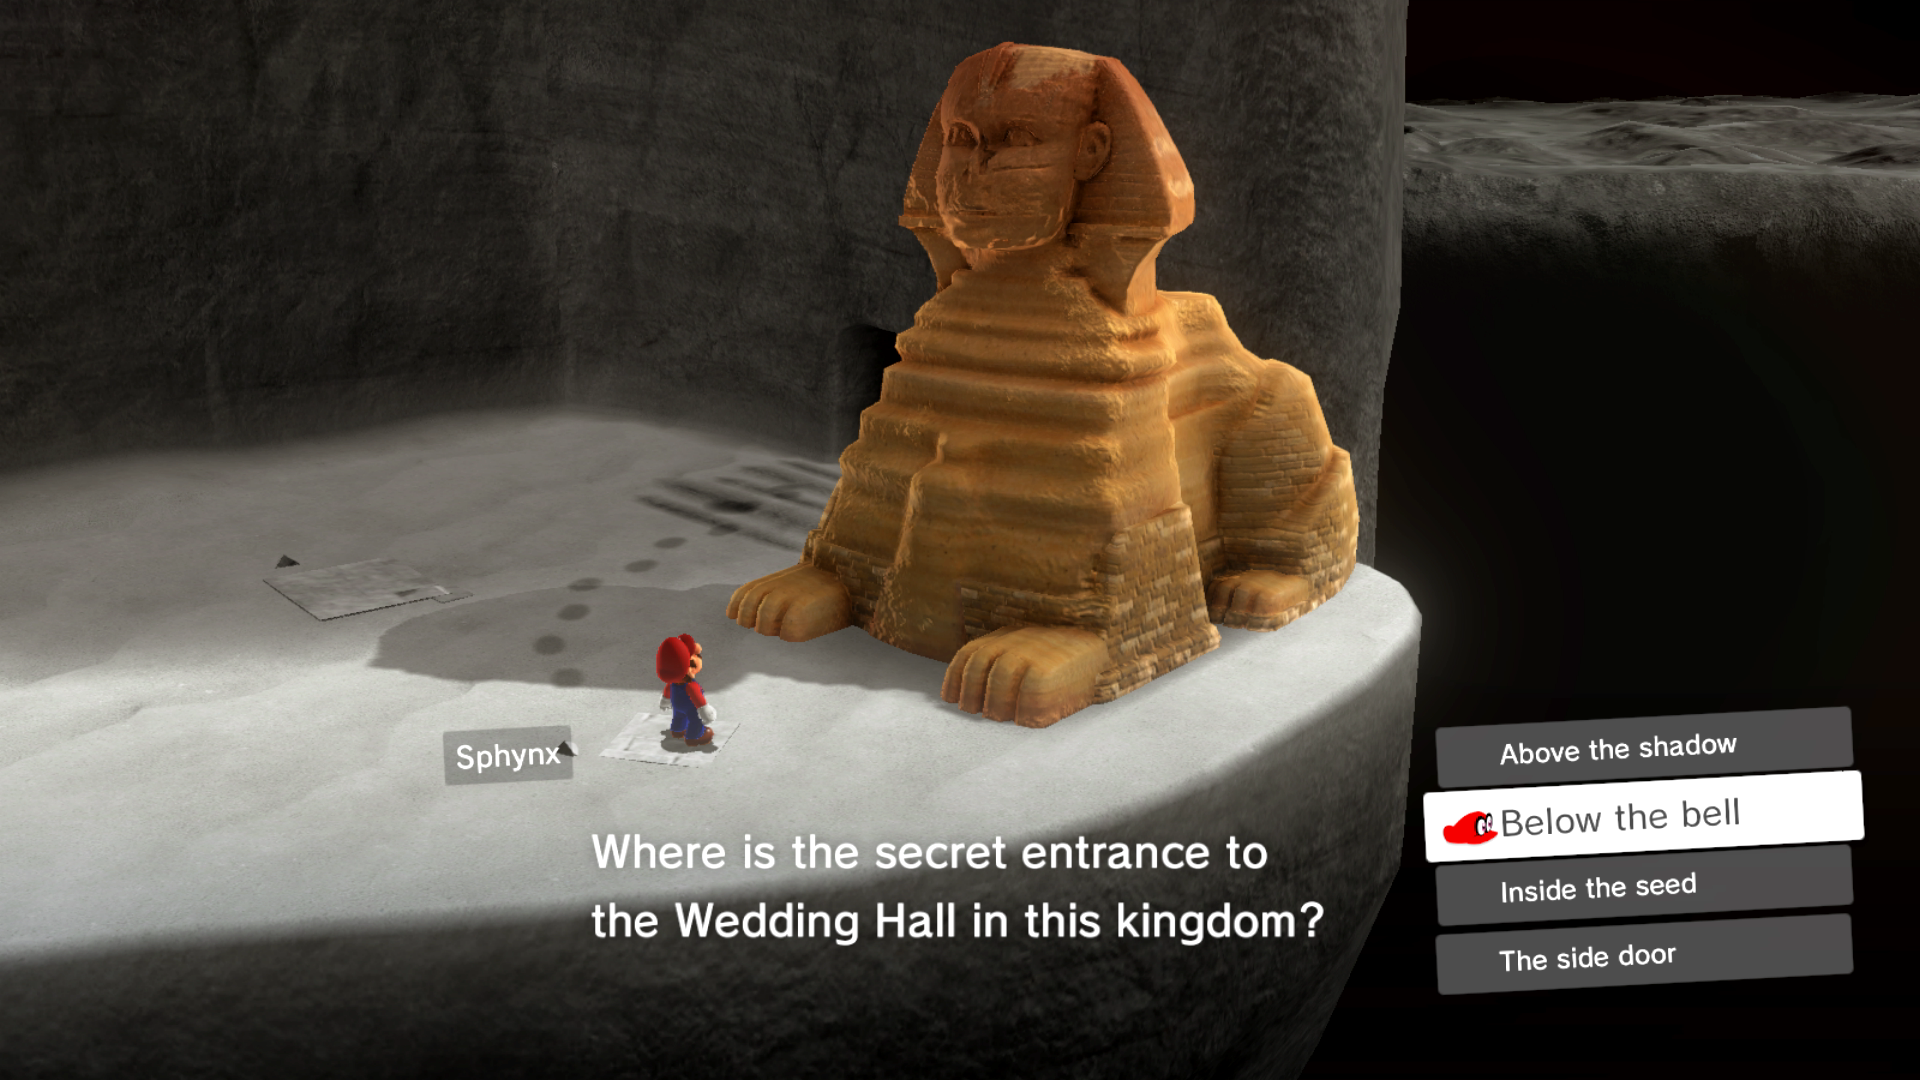 Sphynx
Where is the secret entrance to
the Wedding Hall in this kingdom?
Above the shadow
Below the bell
Inside the seed
The side door